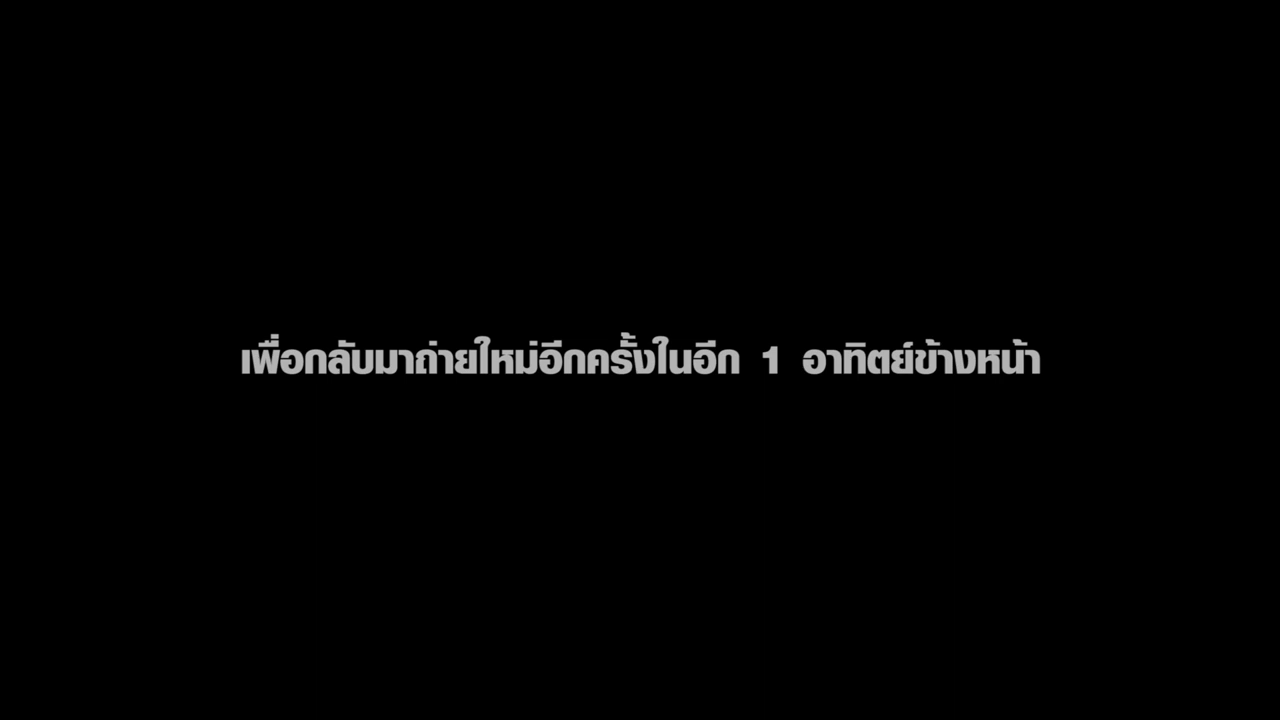 เพื่อกลับมาถ่ายใหม่อีกครั้งในอีก 1 อาทิตย์ข้างหน้า